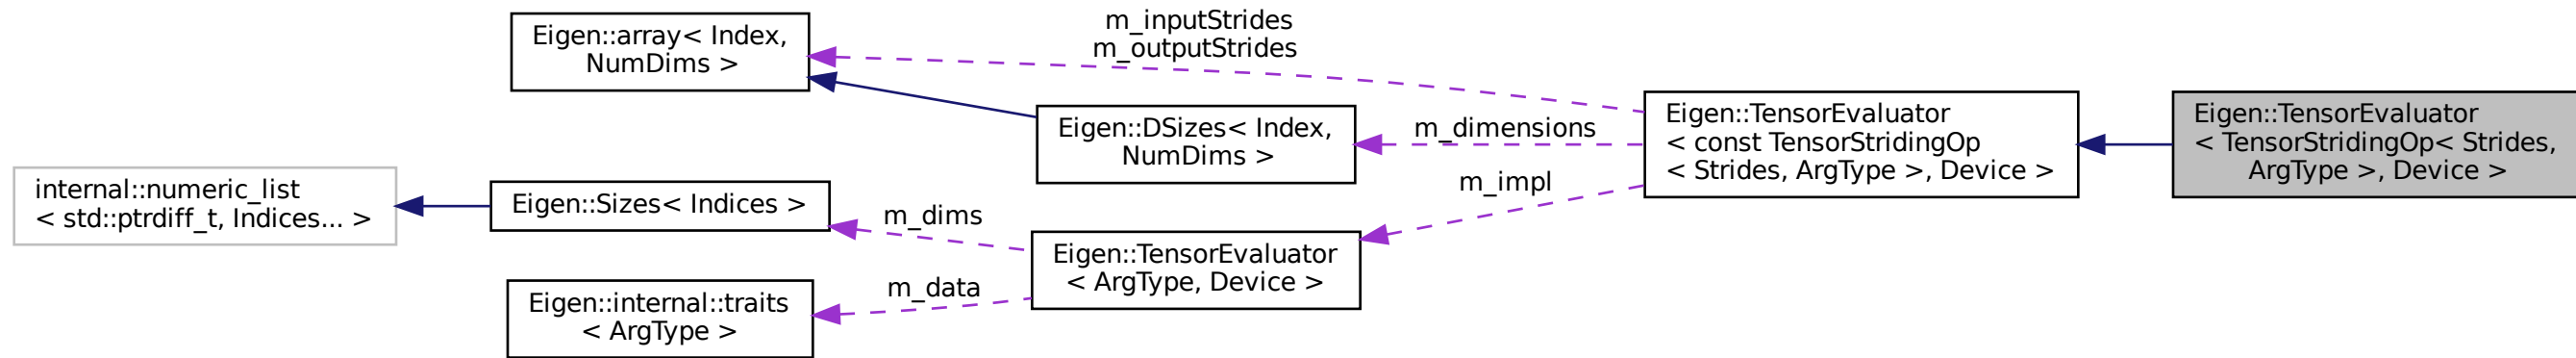 m_inputStrides
m_outputStrides
Eigen::array< Index,
NumDims >
Eigen::TensorEvaluator
< const TensorStridingOp
< Strides, ArgType >, Device >
Eigen::TensorEvaluator
< TensorStridingOp< Strides,
ArgType >, Device >
Eigen::DSizes< Index,
NumDims >
m_dimensions
internal::numeric_list
< std::ptrdiff_t, Indices... >
Eigen::Sizes< Indices >
m_impl
m_dims
Eigen::TensorEvaluator
< ArgType, Device >
Eigen::internal::traits
< ArgType >
m_data